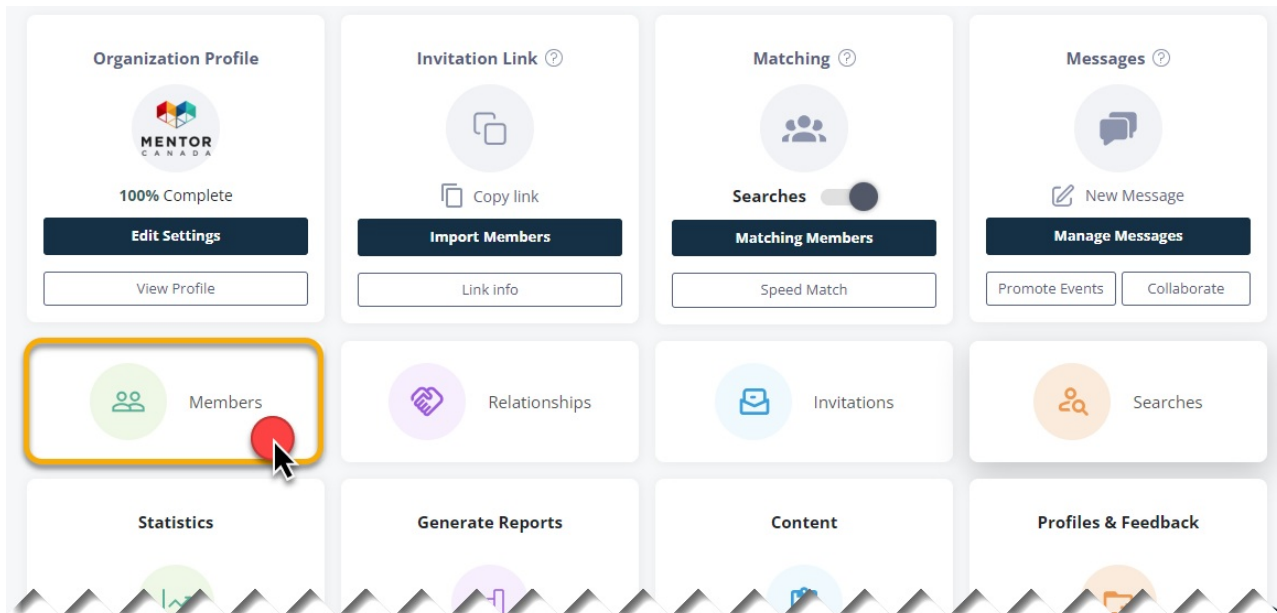 Organization Profile
MENTOR
CANADA
100% Complete
Edit Settings
View Profile
Invitation Link ?
Copy link
Import Members
Link info
Matching ?
Searches
Matching Members
Speed Match
Messages ?
New Message
Manage Messages
Promote Events
Collaborate
Members
Relationships
Invitations
Searches
Statistics
Generate Reports
Content
Profiles & Feedback